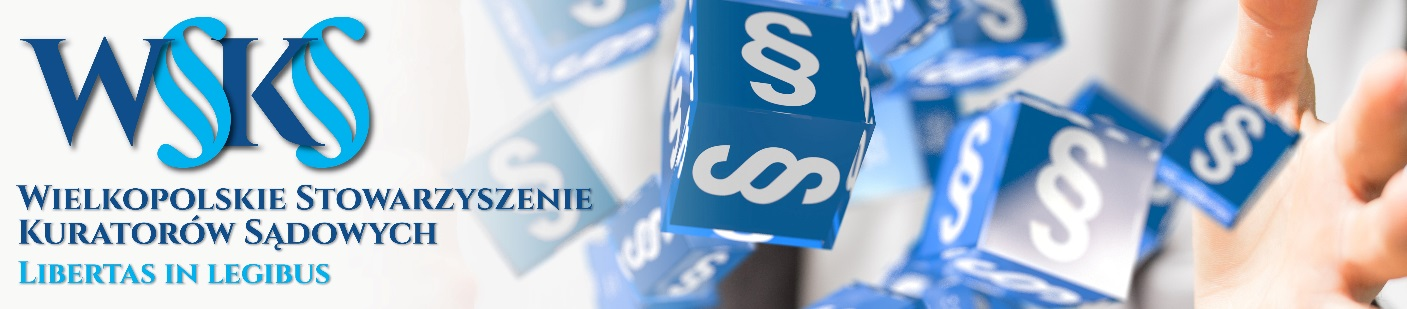 WSKS
Wielkopolskie Stowarzyszenie
Kuratorów Sądowych
Libertas in legibus
§
§
§
§
§
§